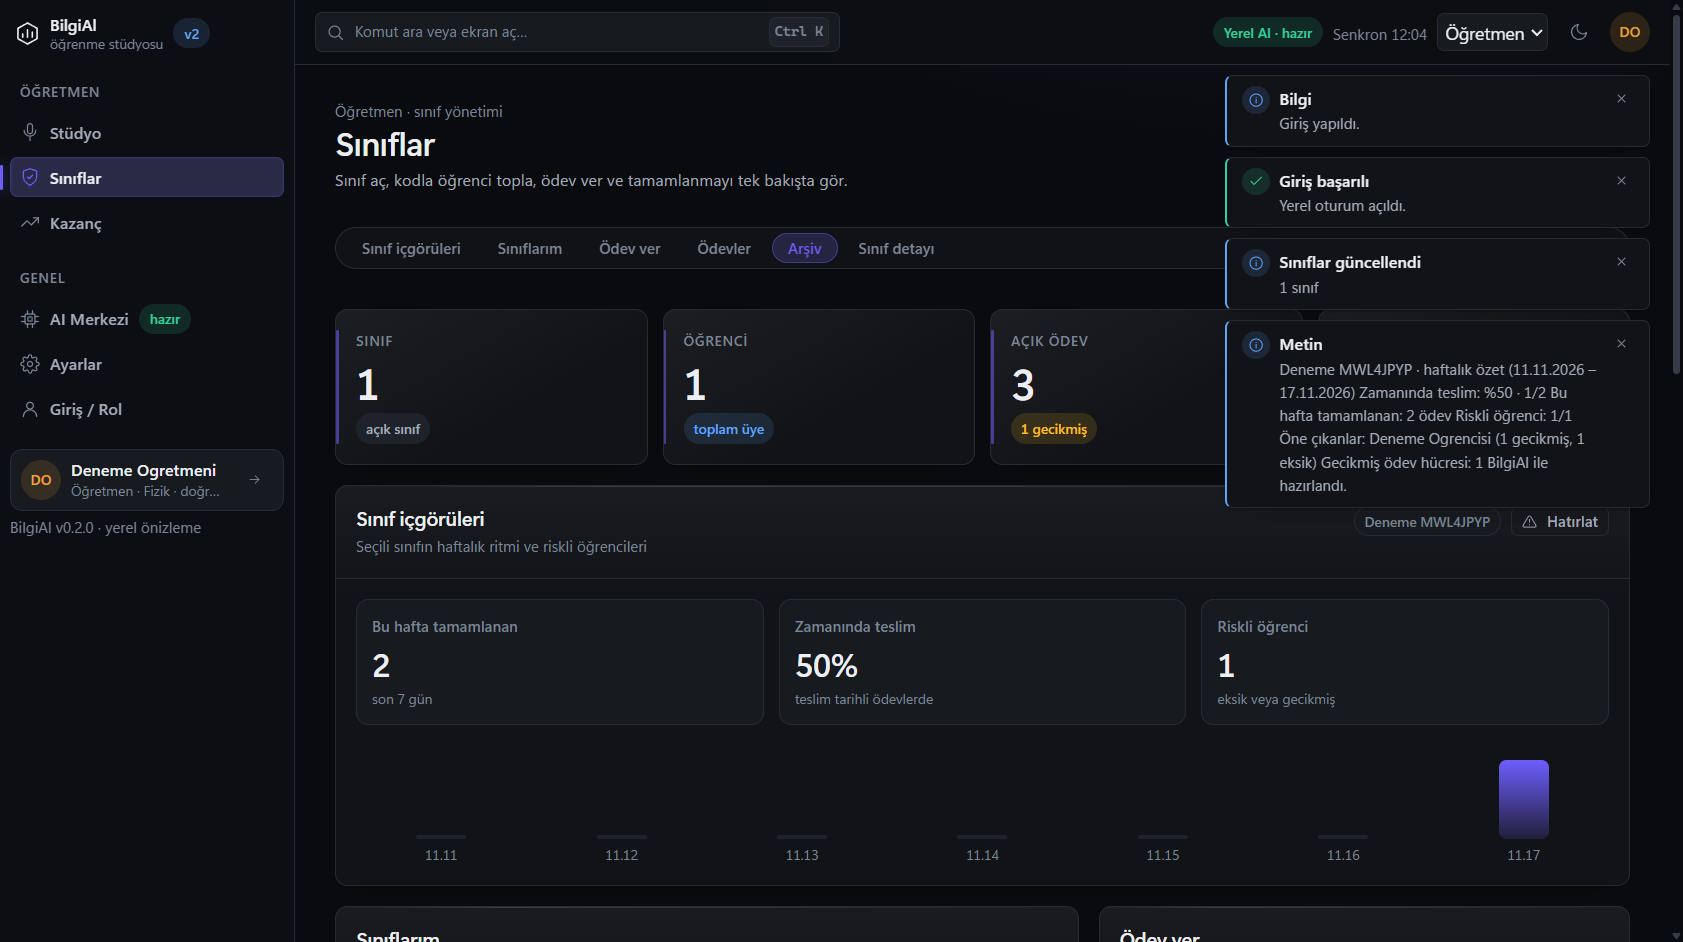 BilgiAI
öğrenme stüdyosu
v2
ÖĞRETMEN
Stüdyo
Sınıflar
Kazanç
GENEL
AI Merkezi
hazır
Ayarlar
Giriş / Rol
DO
Deneme Ogretmeni
Öğretmen · Fizik · doğr...
BilgiAI v0.2.0 · yerel önizleme
Komut ara veya ekran aç...
Ctrl K
Yerel AI · hazır
Senkron 12:04
Öğretmen
DO
Öğretmen · sınıf yönetimi
Sınıflar
Sınıf aç, kodla öğrenci topla, ödev ver ve tamamlanmayı tek bakışta gör.
Sınıf içgörüleri
Sınıflarım
Ödev ver
Ödevler
Arşiv
Sınıf detayı
Bilgi
Giriş yapıldı.
Giriş başarılı
Yerel oturum açıldı.
Sınıflar güncellendi
1 sınıf
Metin
Deneme MWL4JPYP · haftalık özet (11.11.2026 –
17.11.2026) Zamanında teslim: %50 · 1/2 Bu
hafta tamamlanan: 2 ödev Riskli öğrenci: 1/1
Öne çıkanlar: Deneme Ogrencisi (1 gecikmiş, 1
eksik) Gecikmiş ödev hücresi: 1 BilgiAI ile
hazırlandı.
SINIF
1
açık sınıf
ÖĞRENCİ
1
toplam üye
AÇIK ÖDEV
3
1 gecikmiş
Sınıf içgörüleri
Seçili sınıfın haftalık ritmi ve riskli öğrencileri
Deneme MWL4JPYP
Hatırlat
Bu hafta tamamlanan
2
son 7 gün
Zamanında teslim
50%
teslim tarihli ödevlerde
Riskli öğrenci
1
eksik veya gecikmiş
11.11
11.12
11.13
11.14
11.15
11.16
11.17
Sınıflarım
Ödev ver